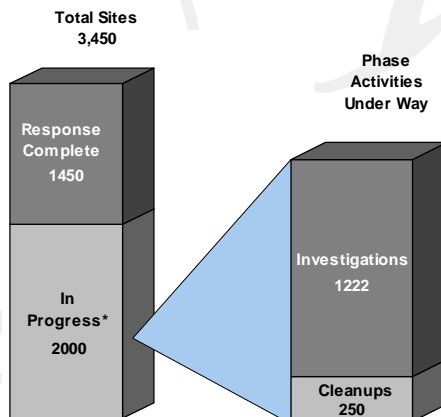 Total Sites
3,450
Response
Complete
1450
In
Progress*
2000
Phase
Activities
Under Way
Investigations
1222
Cleanups
250